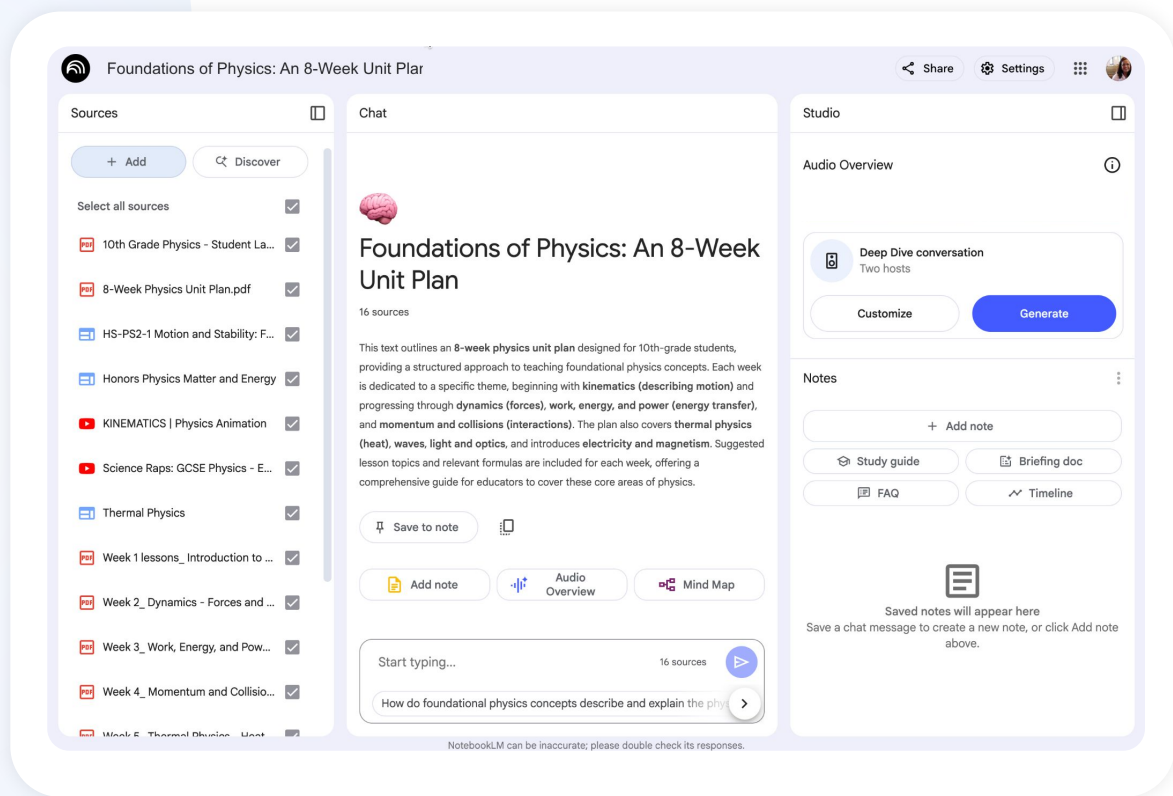 Foundations of Physics: An 8-Week Unit Plan
Share
Settings
Sources
Add
Discover
Select all sources
10th Grade Physics - Student La...
8-Week Physics Unit Plan.pdf
HS-PS2-1 Motion and Stability: F...
Honors Physics Matter and Energy
KINEMATICS | Physics Animation
Science Raps: GCSE Physics - E...
Thermal Physics
Week 1 lessons_ Introduction to ...
Week 2_ Dynamics - Forces and ...
Week 3_ Work, Energy, and Pow...
Week 4_ Momentum and Collisio...
Week 5_ Thermal Physics - Heat
Chat
Foundations of Physics: An 8-Week
Unit Plan
16 sources
This text outlines an 8-week physics unit plan designed for 10th-grade students,
providing a structured approach to teaching foundational physics concepts. Each week
is dedicated to a specific theme, beginning with kinematics (describing motion) and
progressing through dynamics (forces), work, energy, and power (energy transfer),
and momentum and collisions (interactions). The plan also covers thermal physics
(heat), waves, light and optics, and introduces electricity and magnetism. Suggested
lesson topics and relevant formulas are included for each week, offering a
comprehensive guide for educators to cover these core areas of physics.
Save to note
Add note
Audio
Overview
Mind Map
Start typing...
16 sources
How do foundational physics concepts describe and explain the phys
NotebookLM can be inaccurate; please double check its responses.
Studio
Audio Overview
Deep Dive conversation
Two hosts
Customize
Generate
Notes
Add note
Study guide
Briefing doc
FAQ
Timeline
Saved notes will appear here
Save a chat message to create a new note, or click Add note
above.